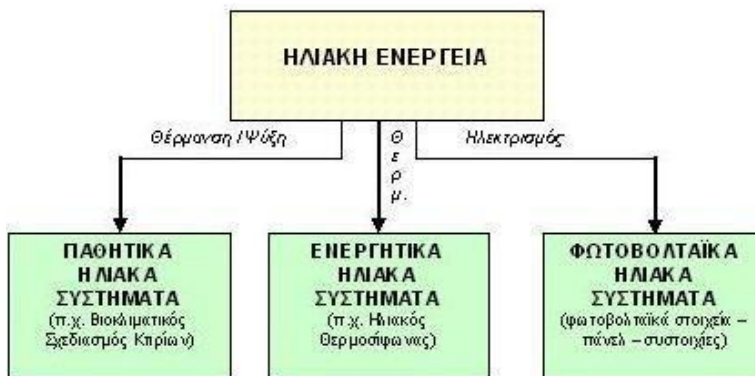 ΗΛΙΑΚΗ ΕΝΕΡΓΕΙΑ
Θέρμανση / Ψύξη
Θερμ.
Ηλεκτρισμός
ΠΑΘΗΤΙΚΑ
ΗΛΙΑΚΑ
ΣΥΣΤΗΜΑΤΑ
(π.χ. Βιοκλιματικός
Σχεδιασμός Κτιρίων)
ΕΝΕΡΓΗΤΙΚΑ
ΗΛΙΑΚΑ
ΣΥΣΤΗΜΑΤΑ
(π.χ. Ηλιακός
Θερμοσίφωνας)
ΦΩΤΟΒΟΛΤΑΪΚΑ
ΗΛΙΑΚΑ
ΣΥΣΤΗΜΑΤΑ
(φωτοβολταϊκά στοιχεία –
πάνελ – συστοιχίες)